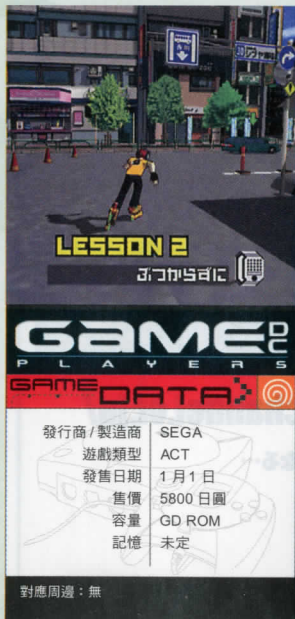 LESSON 2
ぶつからずに
GAME DC
PLAYERS
GAME DATA
發行商/製造商 SEGA
遊戲類型 ACT
發售日期 1月1日
售價 5800 日圓
容量 GD ROM
記憶 未定
對應周邊：無